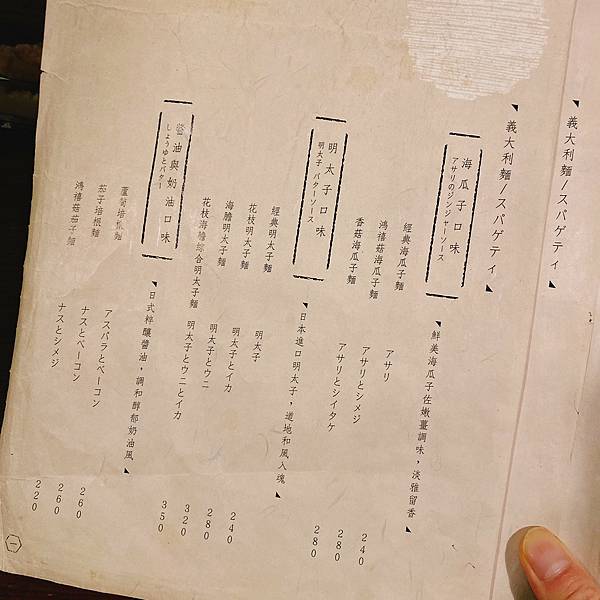 義大利麵/スパゲティ
義大利麵/スパゲティ
海瓜子口味
アサリのジンジャーソース
鮮美海瓜子佐嫩薑調味,淡雅留香
經典海瓜子麵 アサリ 240
鴻禧菇海瓜子麵 アサリとシメジ 280
香菇海瓜子麵 アサリとシイタケ 280
明太子口味
明太子 バターソース
日本進口明太子,道地和風入魂
經典明太子麵 明太子 240
花枝明太子麵 明太子とイカ 280
海膽明太子麵 明太子とウニ 320
花枝海膽綜合明太子麵 明太子とウニとイカ 350
醬油與奶油口味
しょうゆとバター
日式粹釀醬油,調和醇郁奶油風
蘆筍培根麵 アスパラとベーコン 260
茄子培根麵 ナスとベーコン 260
鴻禧菇茄子麵 ナスとシメジ 220
一